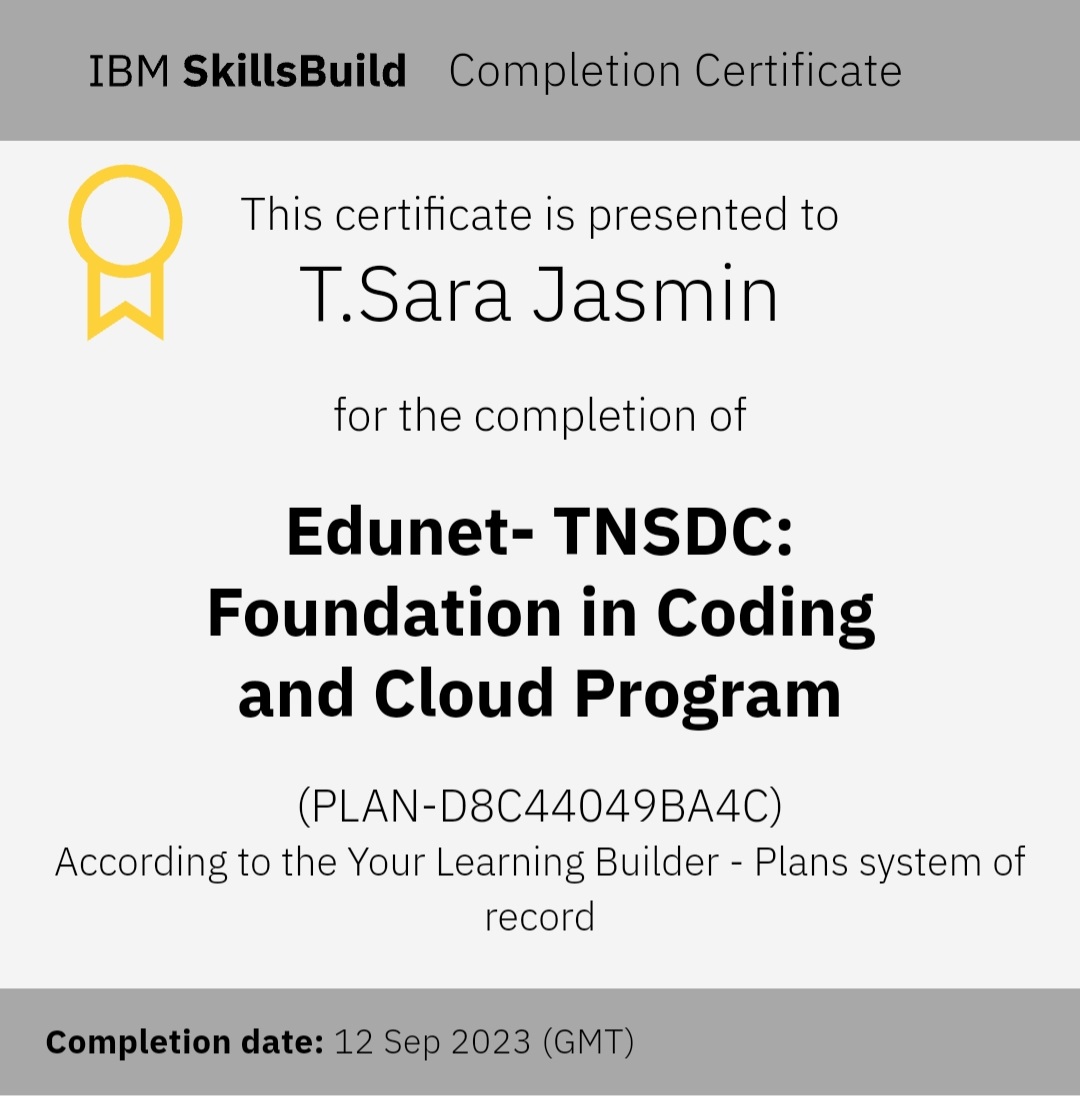 IBM SkillsBuild Completion Certificate
This certificate is presented to
T.Sara Jasmin
for the completion of
Edunet- TNSDC:
Foundation in Coding
and Cloud Program
(PLAN-D8C44049BA4C)
According to the Your Learning Builder - Plans system of
record
Completion date: 12 Sep 2023 (GMT)